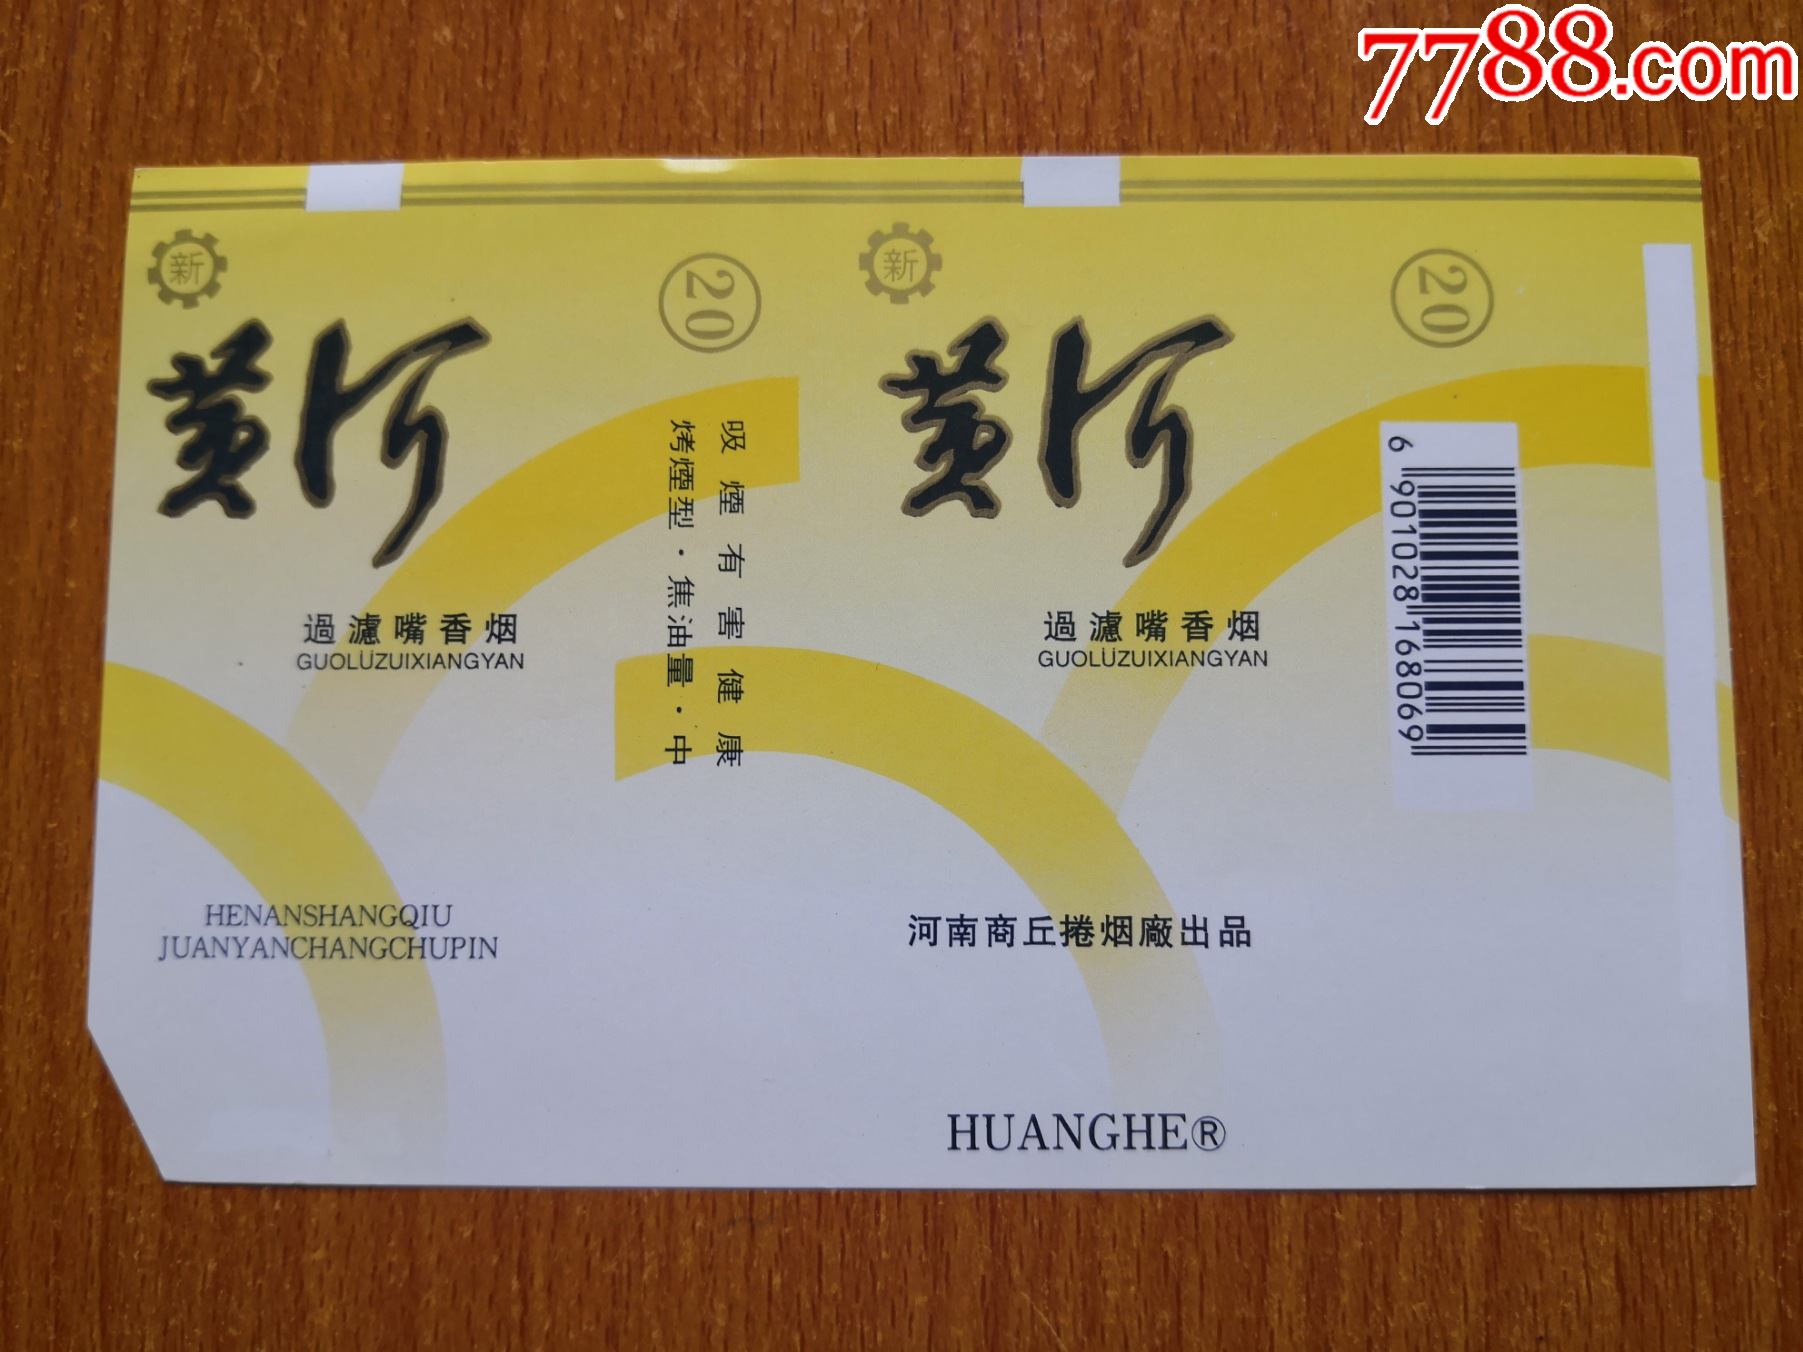 7788.com
新
20
黄河
過濾嘴香烟
GUOLÜZUIXIANGYAN
HENANSHANGQIU
JUANYANCHANGCHUPIN
吸煙有害健康
烤煙型·焦油量·中
新
20
黄河
過濾嘴香烟
GUOLÜZUIXIANGYAN
河南商丘捲烟廠出品
HUANGHE®
6 901028 168069